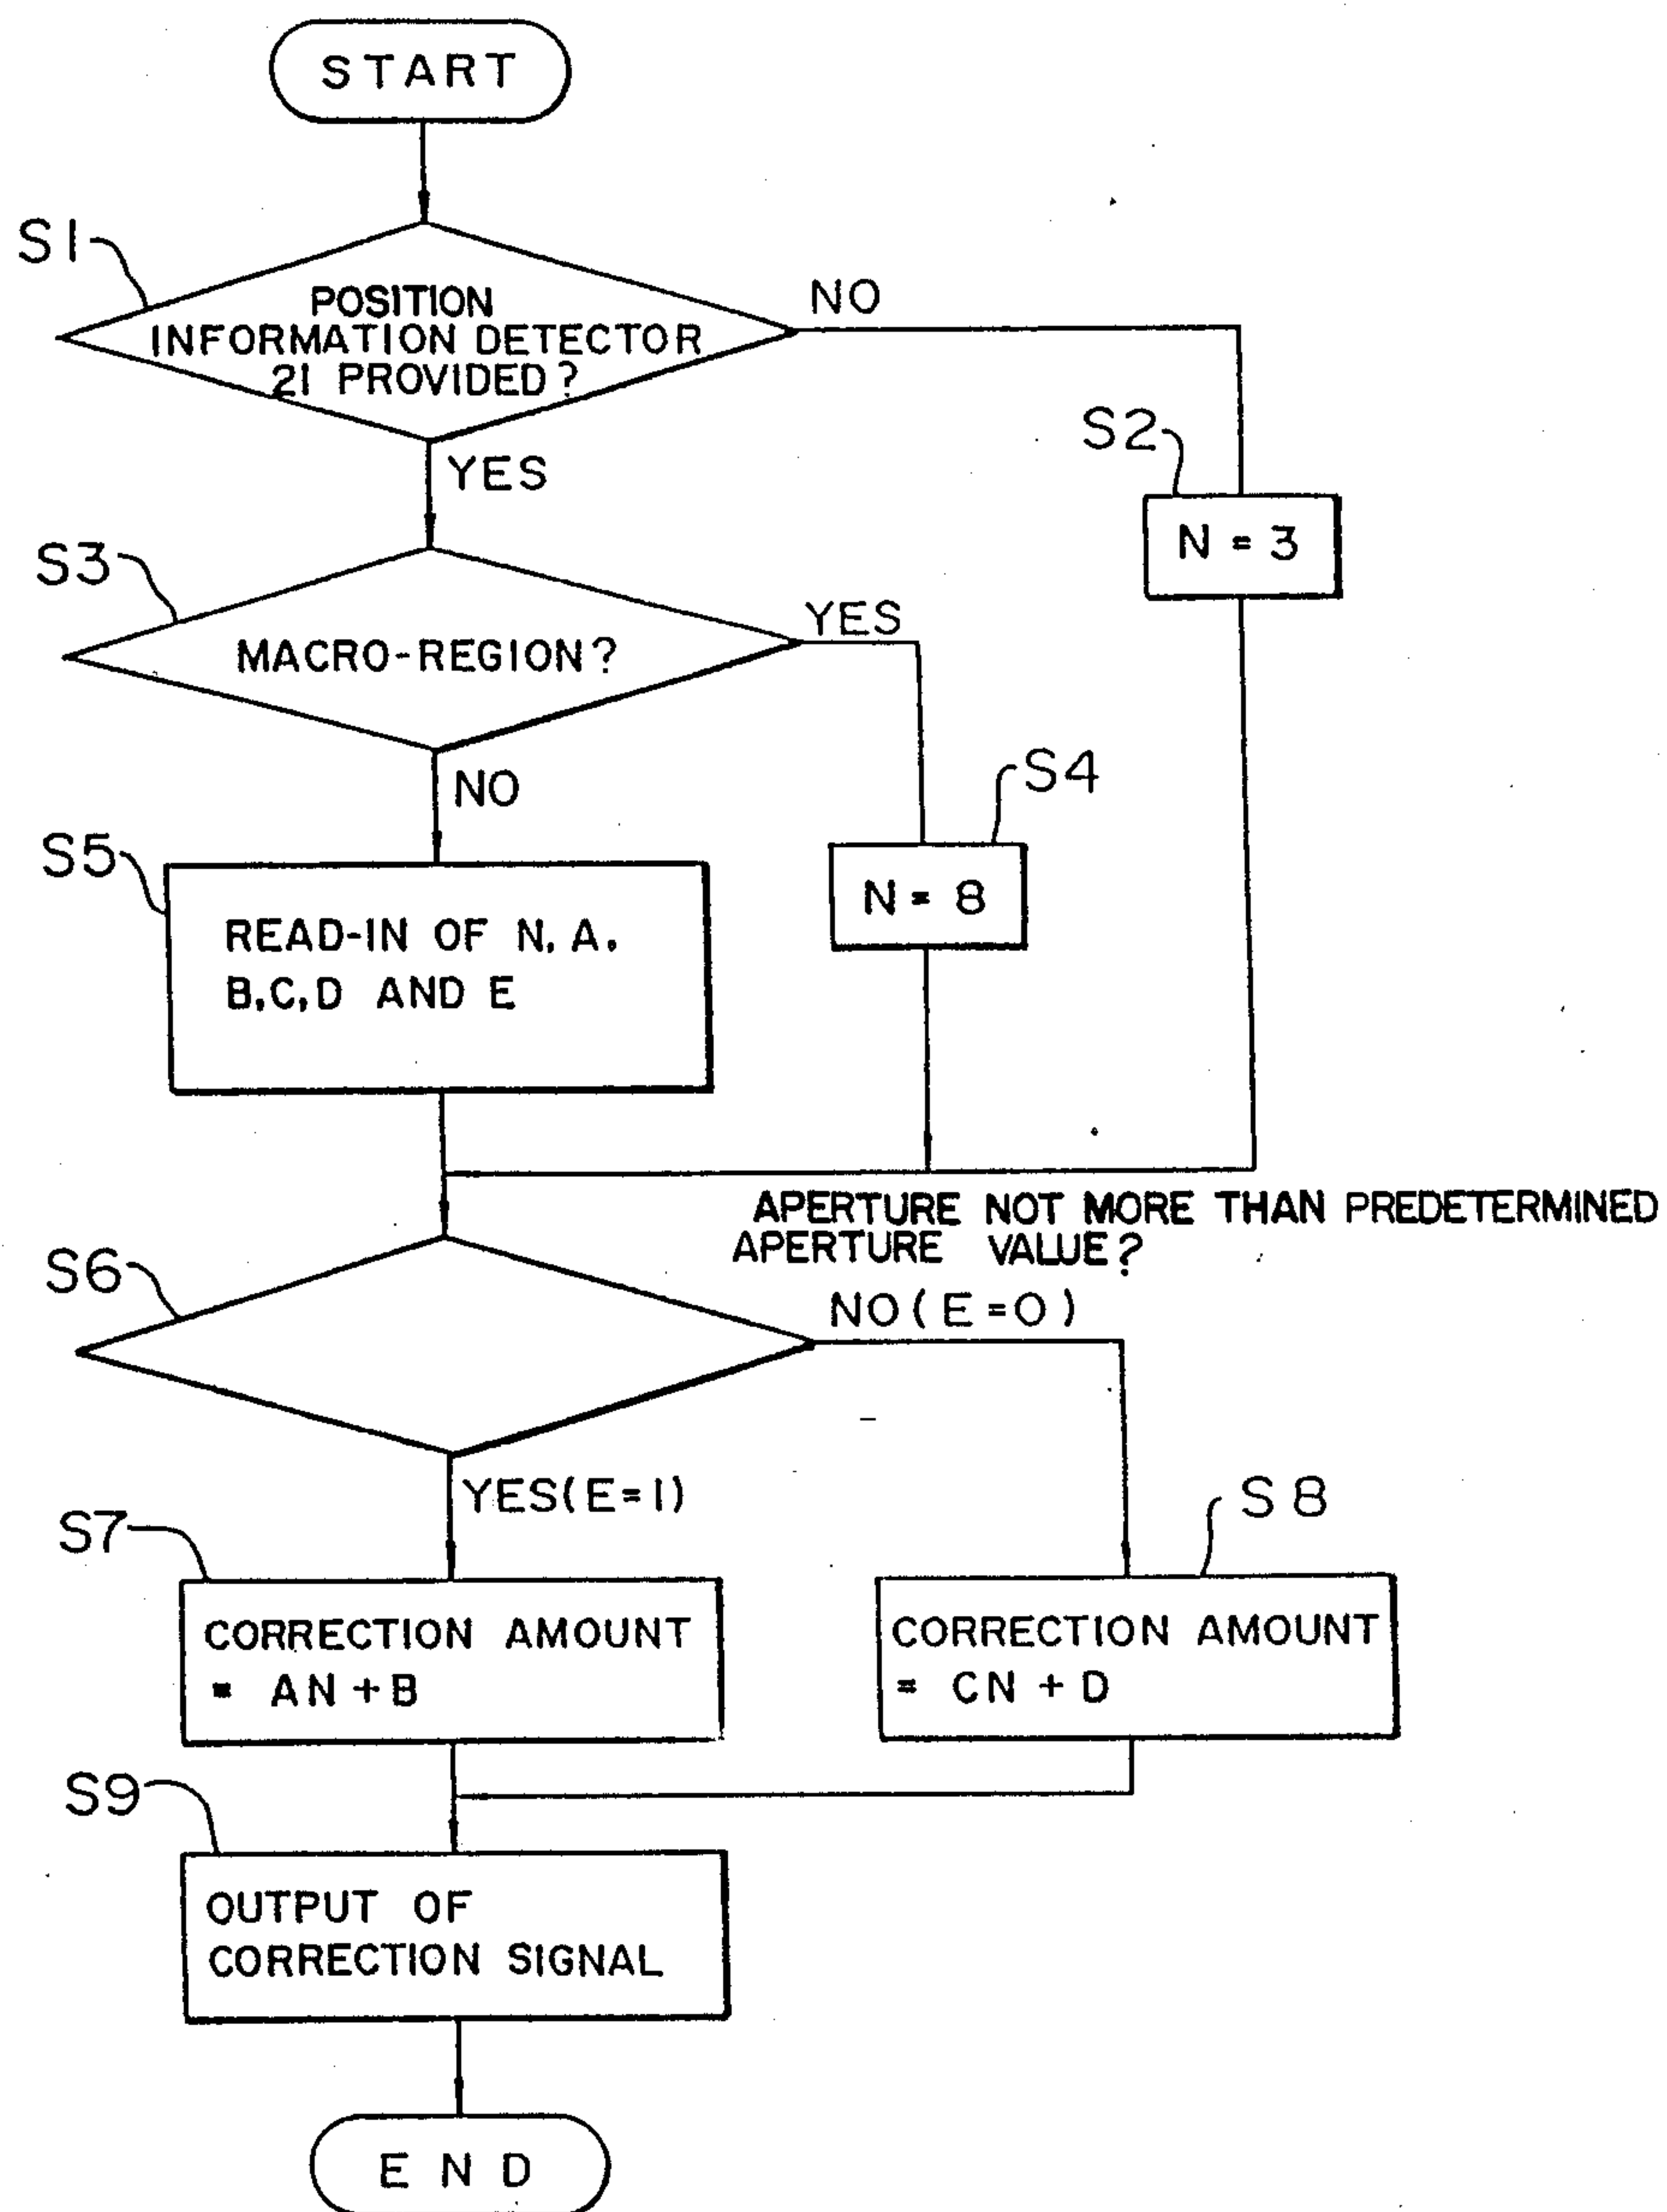 START
S1
POSITION
INFORMATION DETECTOR
21 PROVIDED?
NO
YES
S2
N = 3
S3
MACRO-REGION?
YES
NO
S4
N = 8
S5
READ-IN OF N, A.
B,C,D AND E
APERTURE NOT MORE THAN PREDETERMINED
APERTURE VALUE?
S6
NO(E=0)
YES(E=1)
S7
CORRECTION AMOUNT
= AN+B
S8
CORRECTION AMOUNT
= CN + D
S9
OUTPUT OF
CORRECTION SIGNAL
END